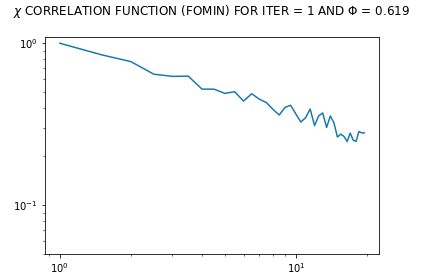 χ CORRELATION FUNCTION (FOMIN) FOR ITER = 1 AND Φ = 0.619
10⁰
10⁻¹
10⁰ 10¹